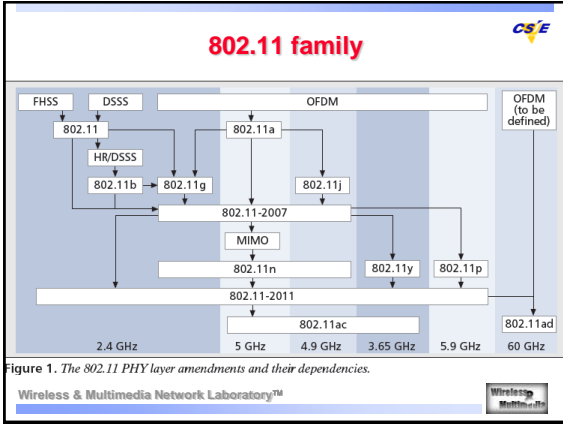 CSIE
802.11 family
FHSS DSSS OFDM OFDM
(to be
defined)
802.11 802.11a
HR/DSSS
802.11b 802.11g 802.11j
802.11-2007
MIMO
802.11n 802.11y 802.11p
802.11-2011
802.11ac 802.11ad
2.4 GHz 5 GHz 4.9 GHz 3.65 GHz 5.9 GHz 60 GHz
Figure 1. The 802.11 PHY layer amendments and their dependencies.
Wireless & Multimedia Network Laboratory™
Wireless
Multimedia